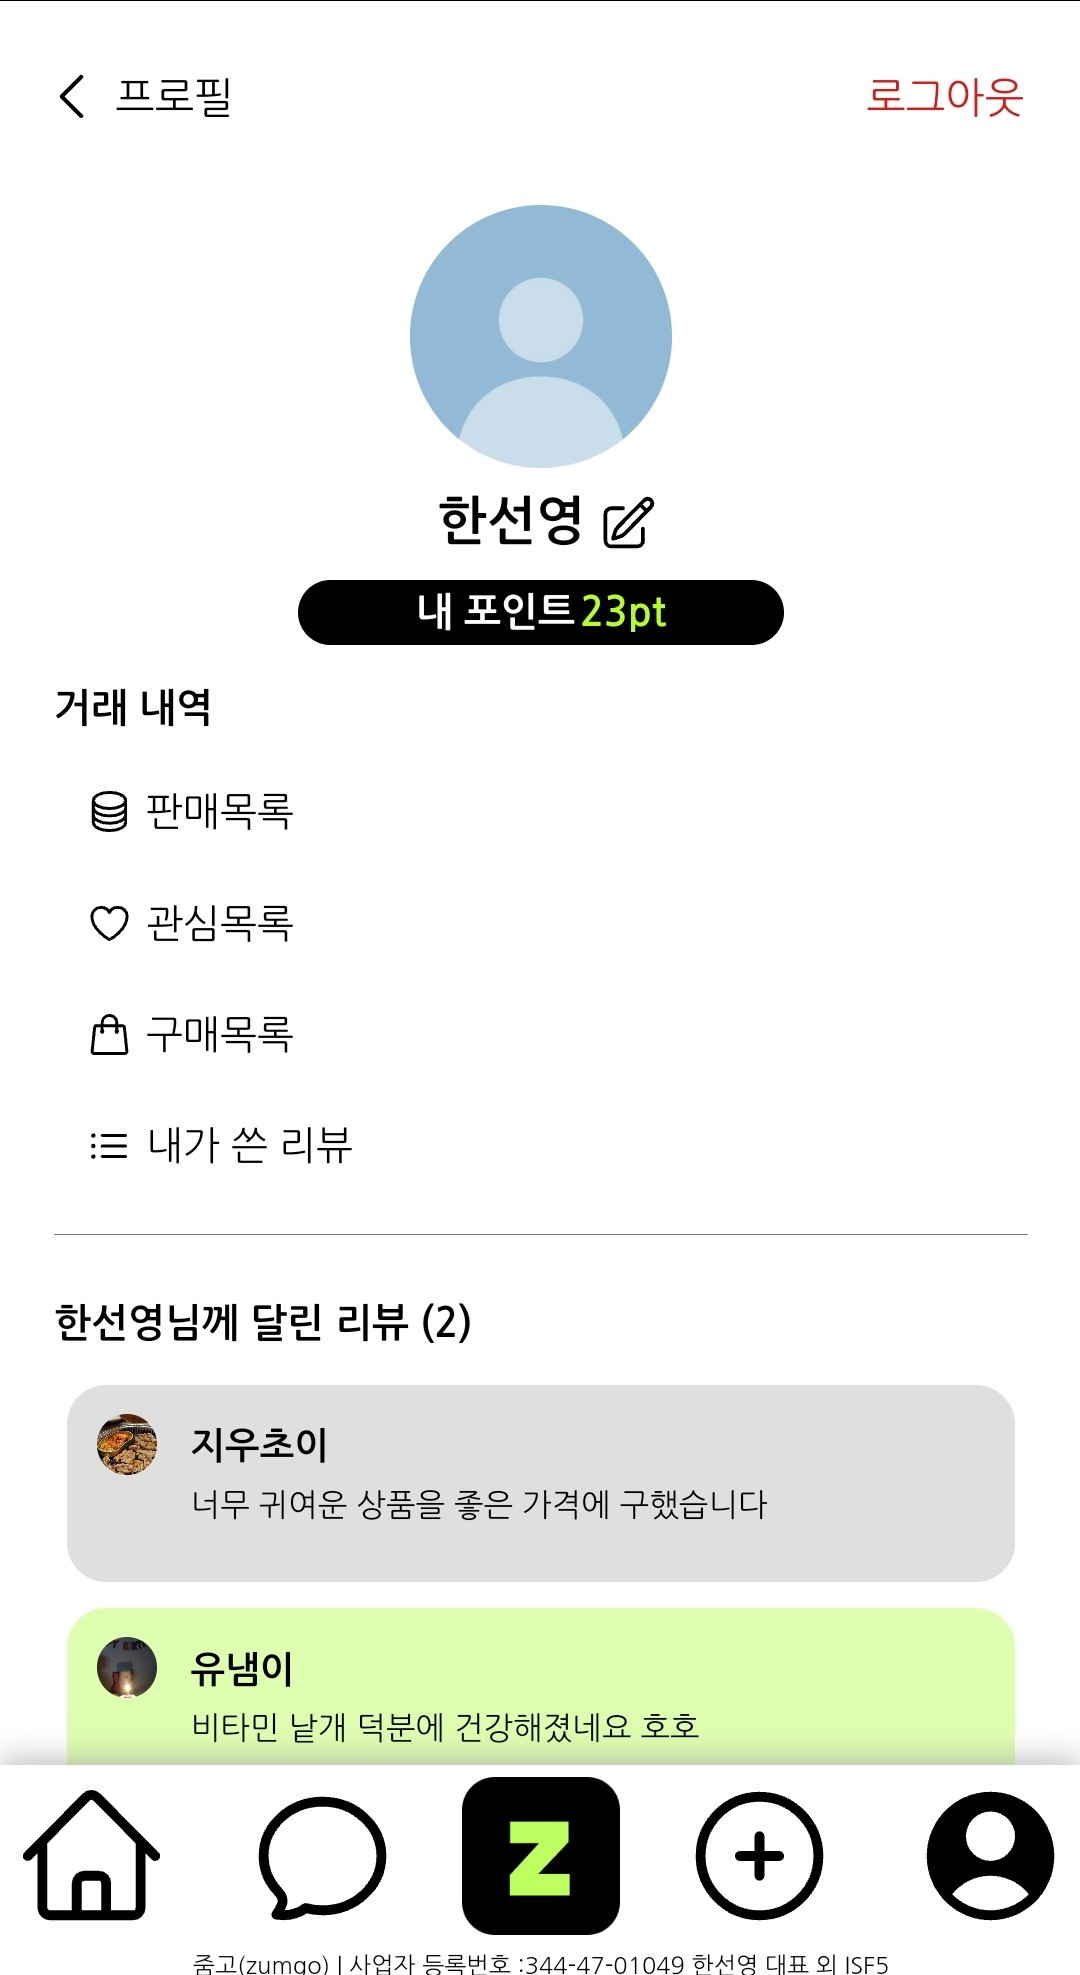 프로필
로그아웃
한선영
내 포인트 23pt
거래 내역
판매목록
관심목록
구매목록
내가 쓴 리뷰
한선영님께 달린 리뷰 (2)
지우초이
너무 귀여운 상품을 좋은 가격에 구했습니다
유냄이
비타민 낱개 덕분에 건강해졌네요 호호
Z
줌고(zumgo) | 사업자 등록번호 :344-47-01049 한선영 대표 외 ISF5